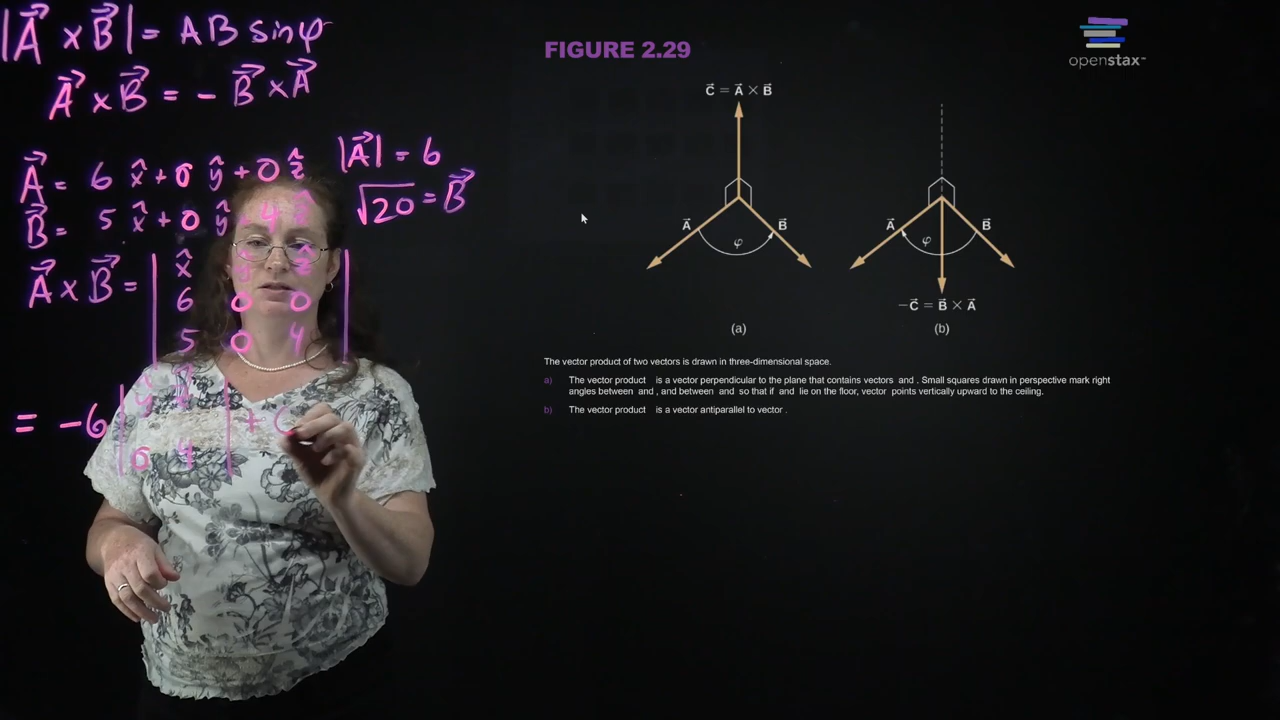 |A⃗ × B⃗| = AB sinφ
A⃗ × B⃗ = − B⃗ × A⃗
A⃗ = 6 x̂ + 0 ŷ + 0 ẑ
|A⃗| = 6
B⃗ = 5 x̂ + 0 ŷ + 4 ẑ
√20 = B⃗
A⃗ × B⃗ = | x̂ ŷ ẑ |
6 0 0
5 0 4
= −6 | ŷ ẑ | +
0 4
FIGURE 2.29
openstax™
C⃗ = A⃗ × B⃗
A⃗ B⃗ A⃗ B⃗
φ φ
−C⃗ = B⃗ × A⃗
(a) (b)
The vector product of two vectors is drawn in three-dimensional space.
a) The vector product is a vector perpendicular to the plane that contains vectors and . Small squares drawn in perspective mark right
angles between and , and between and so that if and lie on the floor, vector points vertically upward to the ceiling.
b) The vector product is a vector antiparallel to vector .